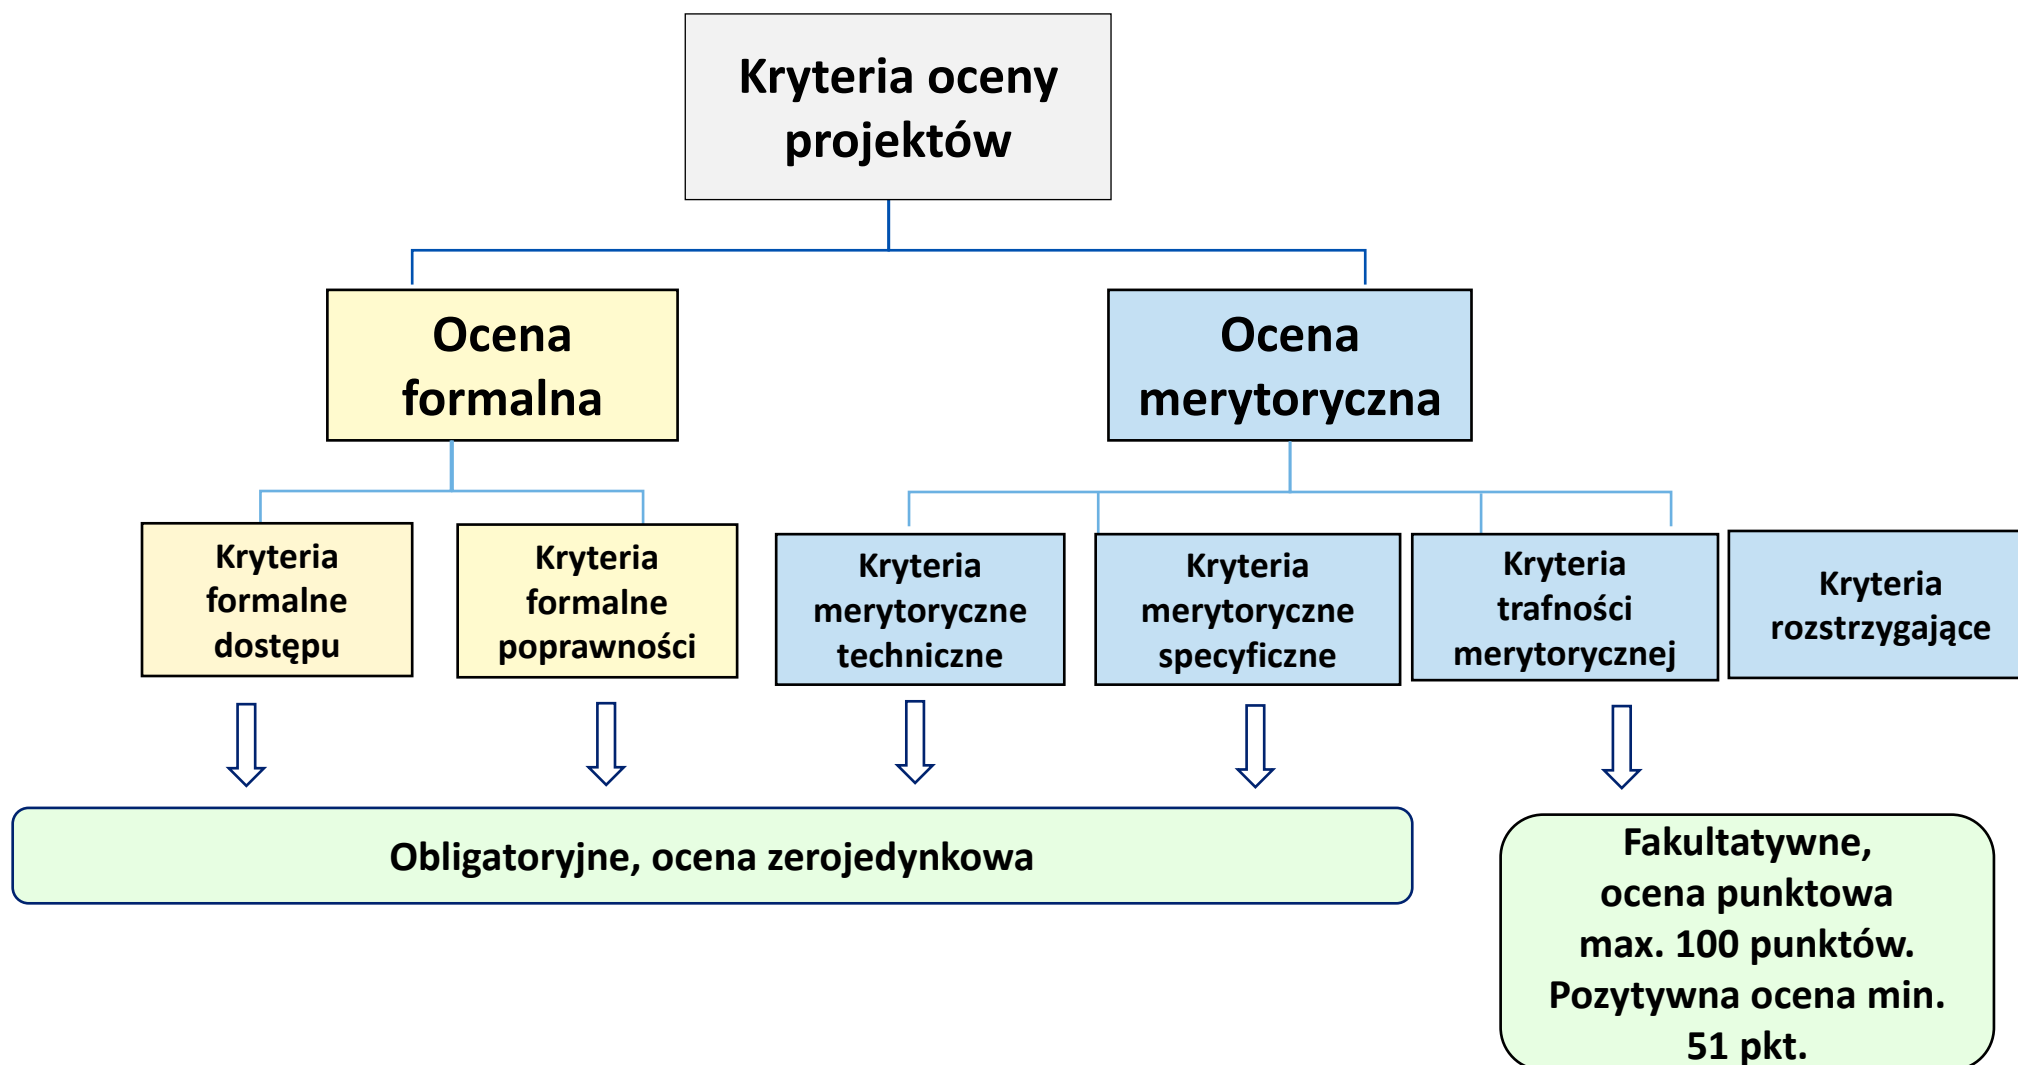 Kryteria oceny
projektów
Ocena
formalna
Ocena
merytoryczna
Kryteria
formalne
dostępu
Kryteria
formalne
poprawności
Kryteria
merytoryczne
techniczne
Kryteria
merytoryczne
specyficzne
Kryteria
trafności
merytorycznej
Kryteria
rozstrzygające
Obligatoryjne, ocena zerojedynkowa
Fakultatywne,
ocena punktowa
max. 100 punktów.
Pozytywna ocena min.
51 pkt.